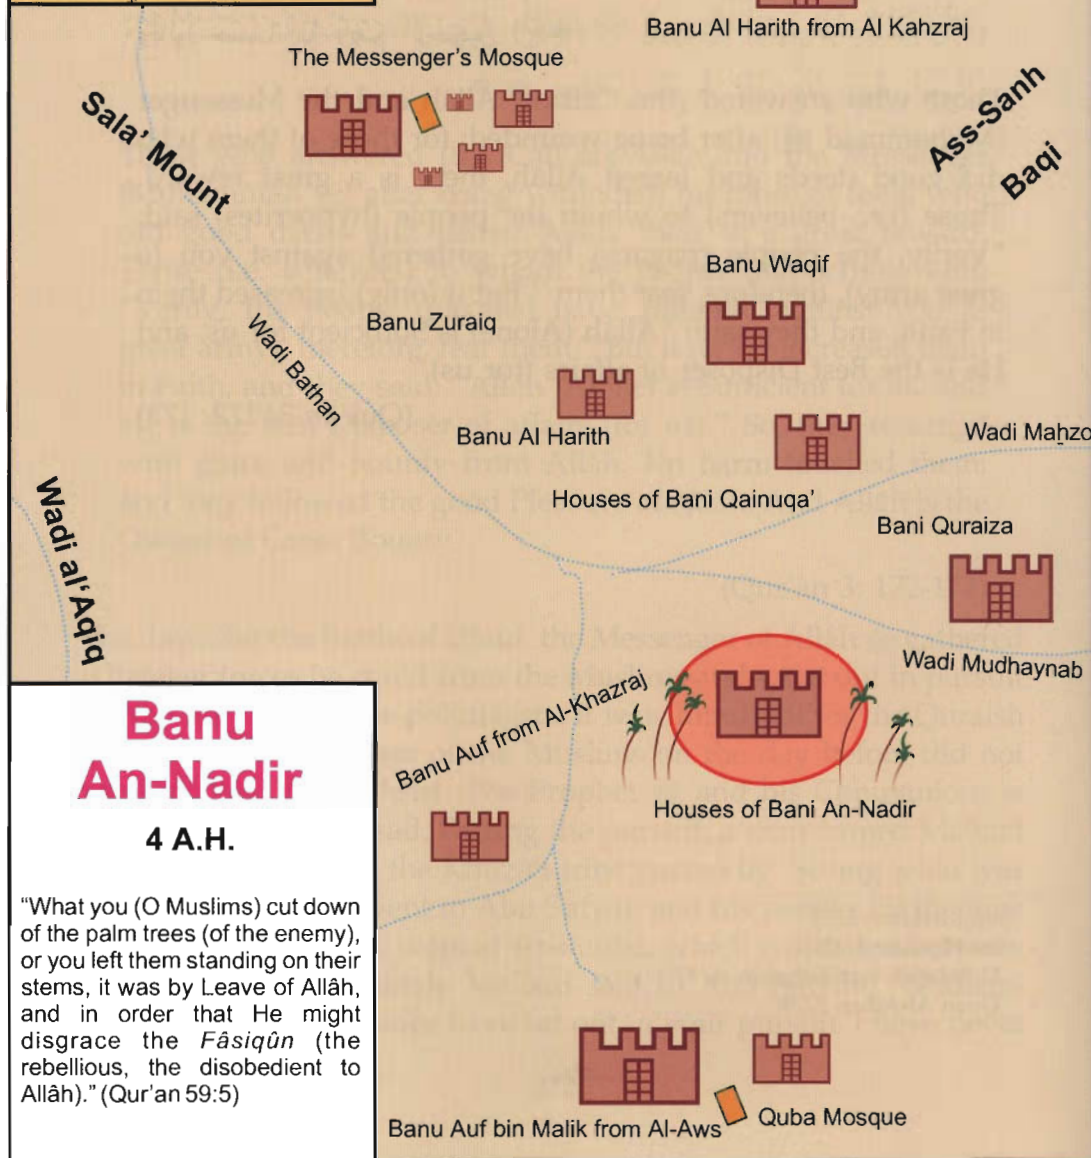 Banu Al Harith from Al Kahzraj
The Messenger's Mosque
Sala' Mount
Ass-Sanh
Baqi
Banu Waqif
Banu Zuraiq
Wadi Bathan
Banu Al Harith
Wadi Maḥzo
Houses of Bani Qainuqa'
Bani Quraiza
Wadi al'Aqiq
Wadi Mudhaynab
Banu Auf from Al-Khazraj
Houses of Bani An-Nadir
Banu
An-Nadir
4 A.H.
"What you (O Muslims) cut down
of the palm trees (of the enemy),
or you left them standing on their
stems, it was by Leave of Allâh,
and in order that He might
disgrace the Fâsiqûn (the
rebellious, the disobedient to
Allâh)." (Qur'an 59:5)
Banu Auf bin Malik from Al-Aws
Quba Mosque